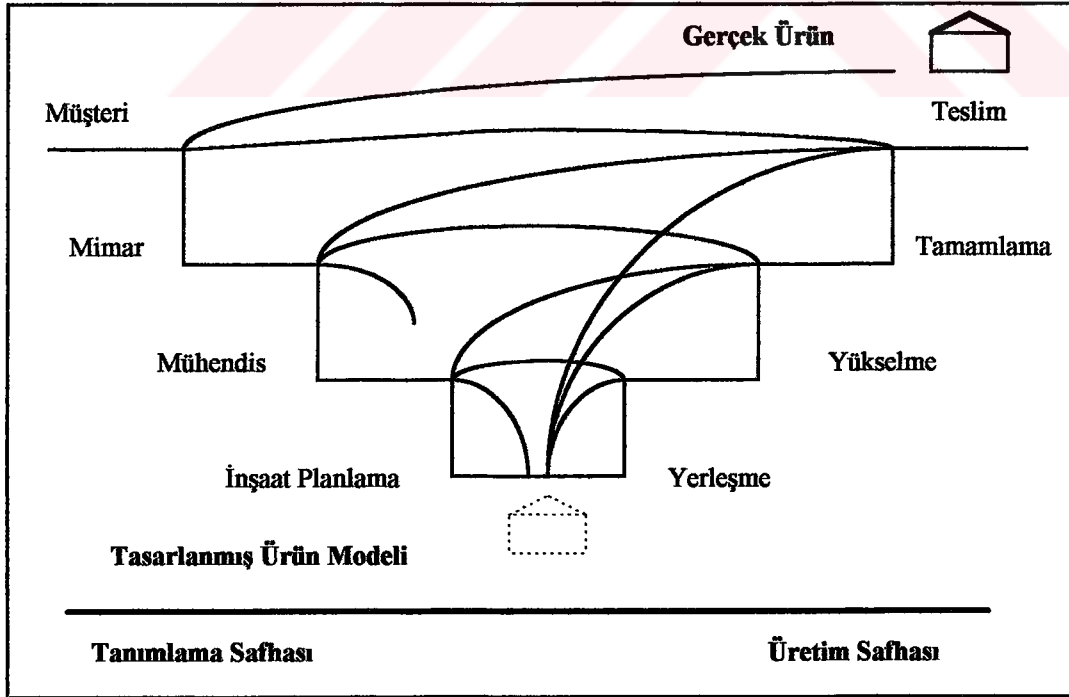 Gerçek Ürün
Müşteri
Teslim
Mimar
Tamamlama
Mühendis
Yükselme
İnşaat Planlama
Yerleşme
Tasarlanmış Ürün Modeli
Tanımlama Safhası
Üretim Safhası